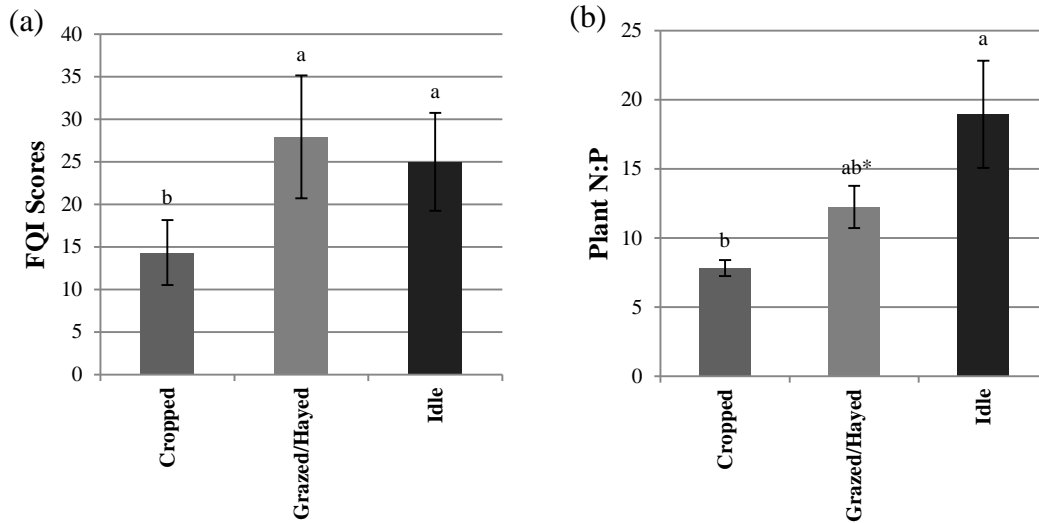 (a)
FQI Scores
40
35
30
25
20
15
10
5
0
b
a
a
Cropped
Grazed/Hayed
Idle
(b)
Plant N:P
25
20
15
10
5
0
b
ab*
a
Cropped
Grazed/Hayed
Idle